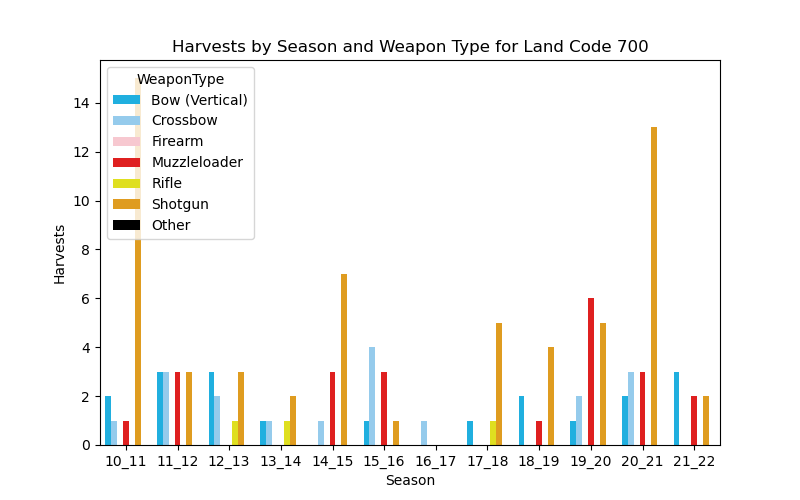 Harvests by Season and Weapon Type for Land Code 700
WeaponType
Bow (Vertical)
Crossbow
Firearm
Muzzleloader
Rifle
Shotgun
Other
14
12
10
8
6
4
2
0
Harvests
10_11 11_12 12_13 13_14 14_15 15_16 16_17 17_18 18_19 19_20 20_21 21_22
Season